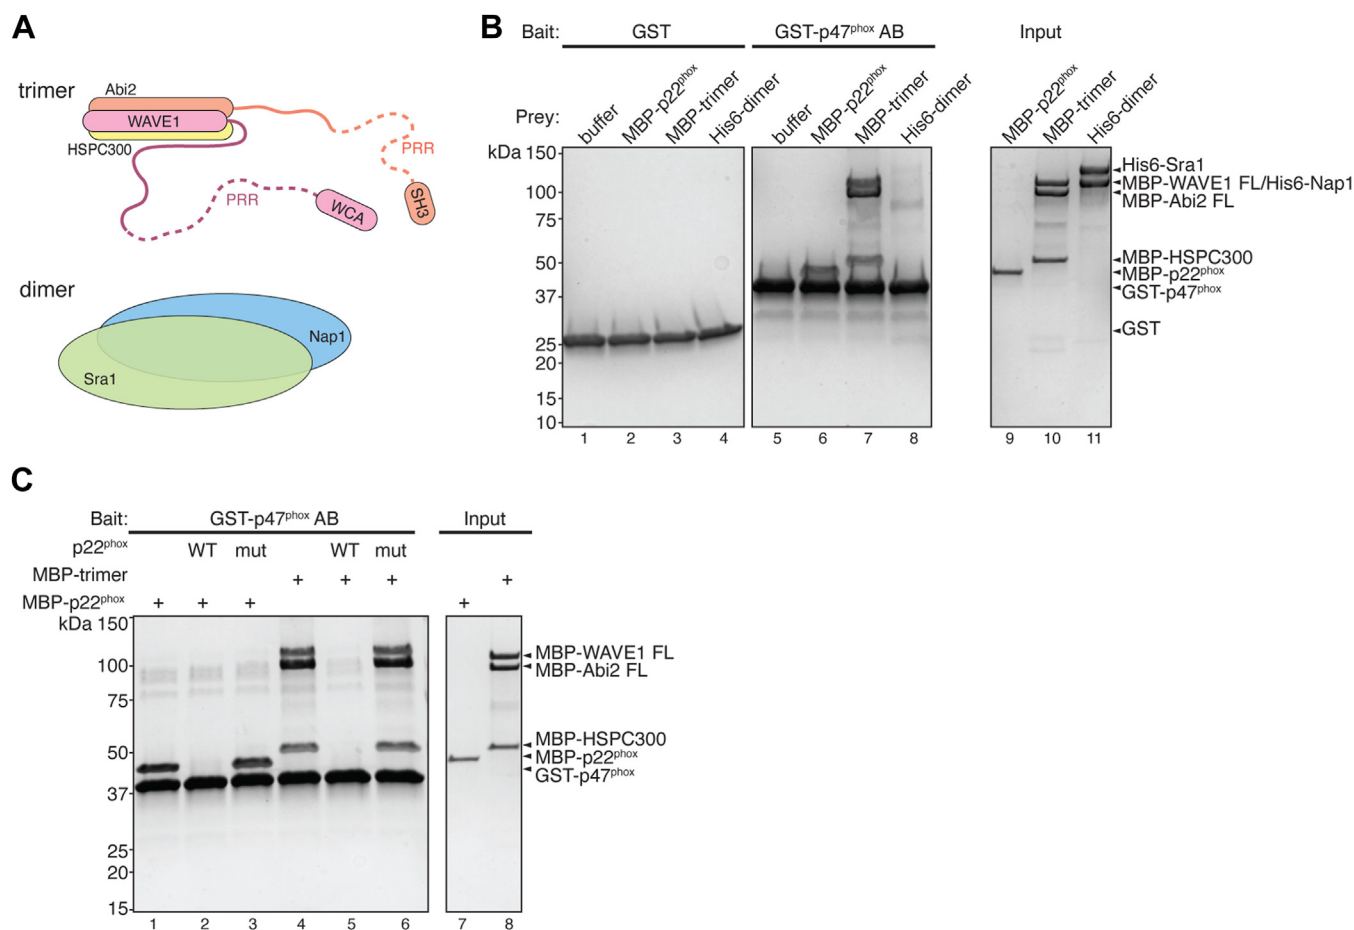 A
trimer
Abi2
WAVE1
HSPC300
PRR
PRR
WCA
SH3
dimer
Nap1
Sra1
B
Bait: GST GST-p47phox AB Input
Prey: buffer MBP-p22phox MBP-trimer His6-dimer buffer MBP-p22phox MBP-trimer His6-dimer MBP-p22phox MBP-trimer His6-dimer
kDa 150
100
75
50
37
25
20
15
10
His6-Sra1
MBP-WAVE1 FL/His6-Nap1
MBP-Abi2 FL
MBP-HSPC300
MBP-p22phox
GST-p47phox
GST
1 2 3 4 5 6 7 8 9 10 11
C
Bait: GST-p47phox AB Input
p22phox WT mut WT mut
MBP-trimer + + + +
MBP-p22phox + + + +
kDa 150
100
75
50
37
25
20
15
MBP-WAVE1 FL
MBP-Abi2 FL
MBP-HSPC300
MBP-p22phox
GST-p47phox
1 2 3 4 5 6 7 8